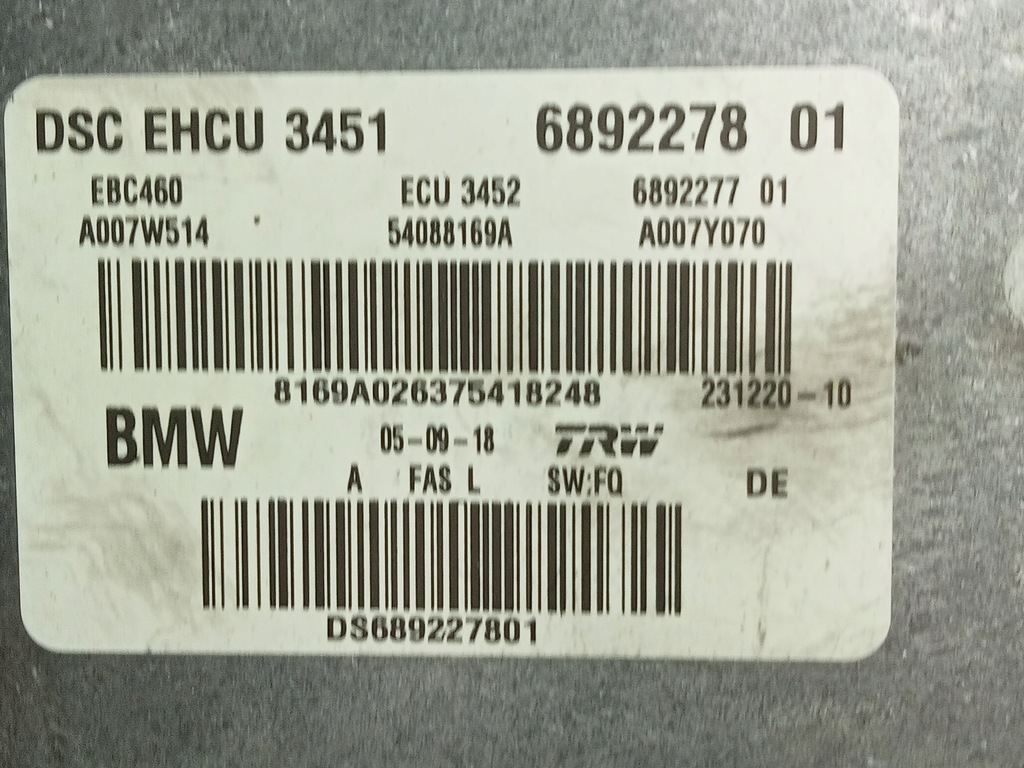 DSC EHCU 3451 6892278 01
EBC460 ECU 3452 6892277 01
A007W514 54088169A A007Y070
8169A026375418248 231220-10
BMW 05-09-18 TRW
A FAS L SW:FQ DE
DS689227801